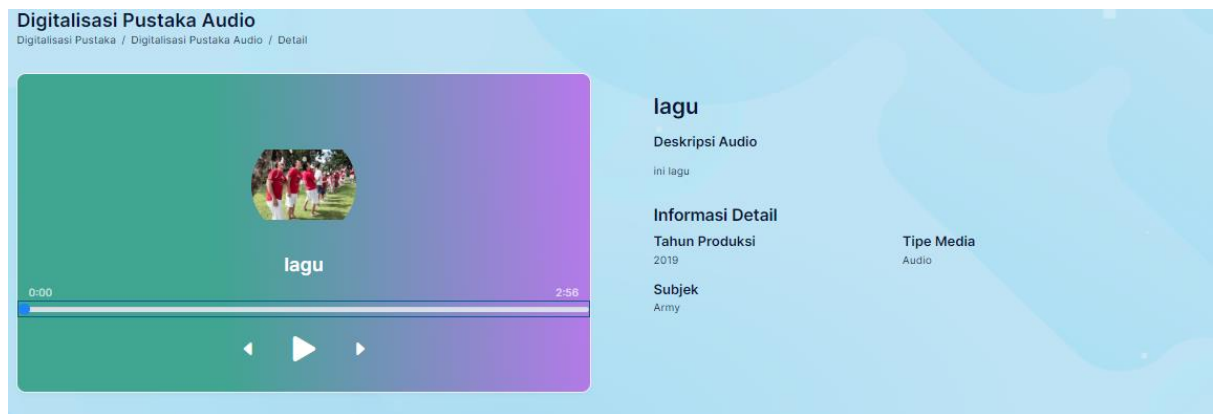 Digitalisasi Pustaka Audio
Digitalisasi Pustaka / Digitalisasi Pustaka Audio / Detail
lagu
0:00 2:56
lagu
Deskripsi Audio
ini lagu
Informasi Detail
Tahun Produksi Tipe Media
2019 Audio
Subjek
Army